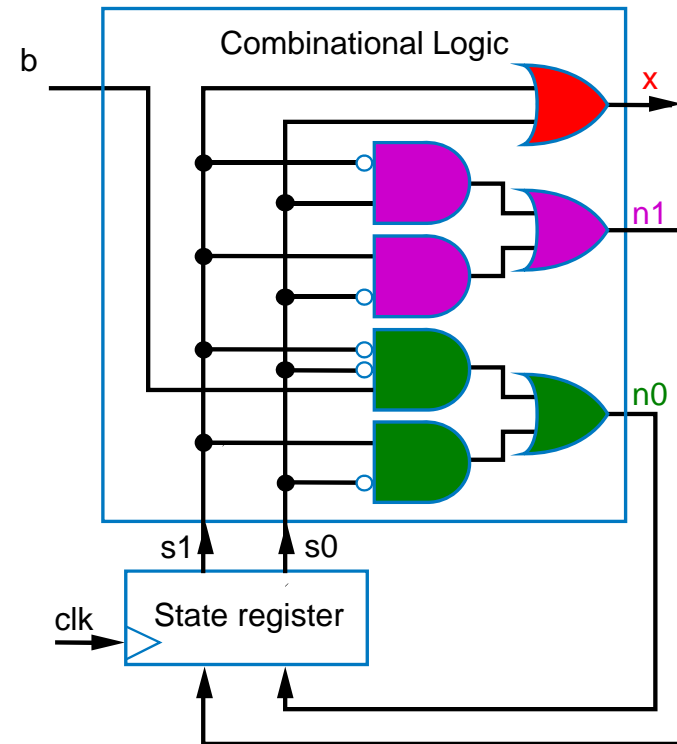 Combinational Logic
b
x
n1
n0
s1
s0
State register
clk